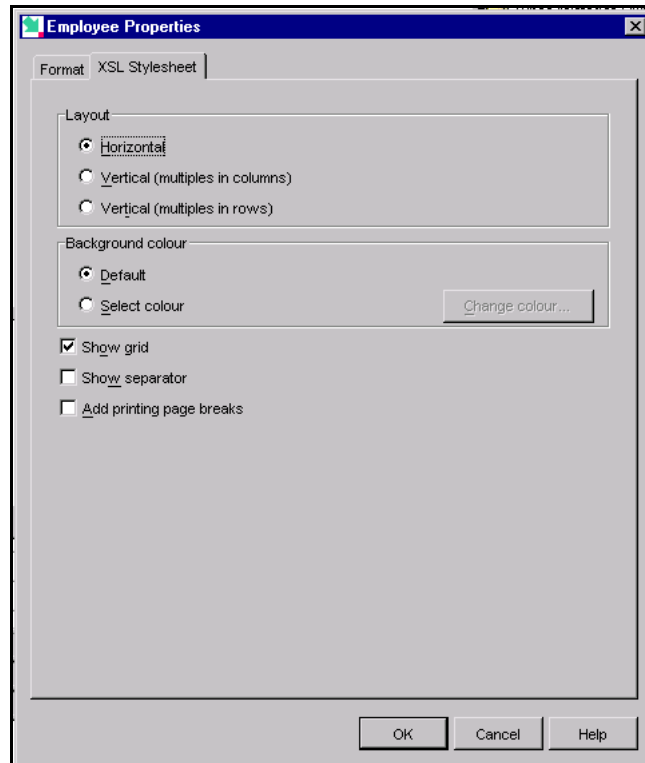 Employee Properties
Format XSL Stylesheet
Layout
Horizontal
Vertical (multiples in columns)
Vertical (multiples in rows)
Background colour
Default
Select colour Change colour...
Show grid
Show separator
Add printing page breaks
OK Cancel Help